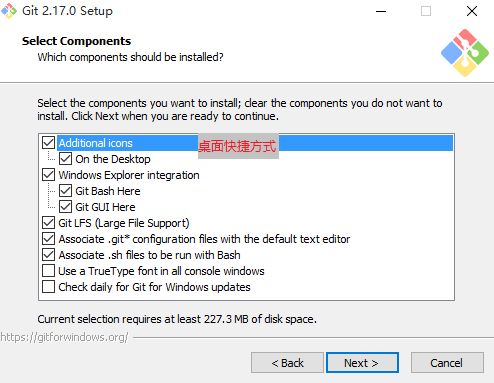 Git 2.17.0 Setup
Select Components
Which components should be installed?
Select the components you want to install; clear the components you do not want to
install. Click Next when you are ready to continue.
Additional icons
桌面快捷方式
On the Desktop
Windows Explorer integration
Git Bash Here
Git GUI Here
Git LFS (Large File Support)
Associate .git* configuration files with the default text editor
Associate .sh files to be run with Bash
Use a TrueType font in all console windows
Check daily for Git for Windows updates
Current selection requires at least 227.3 MB of disk space.
https://gitforwindows.org/
< Back
Next >
Cancel